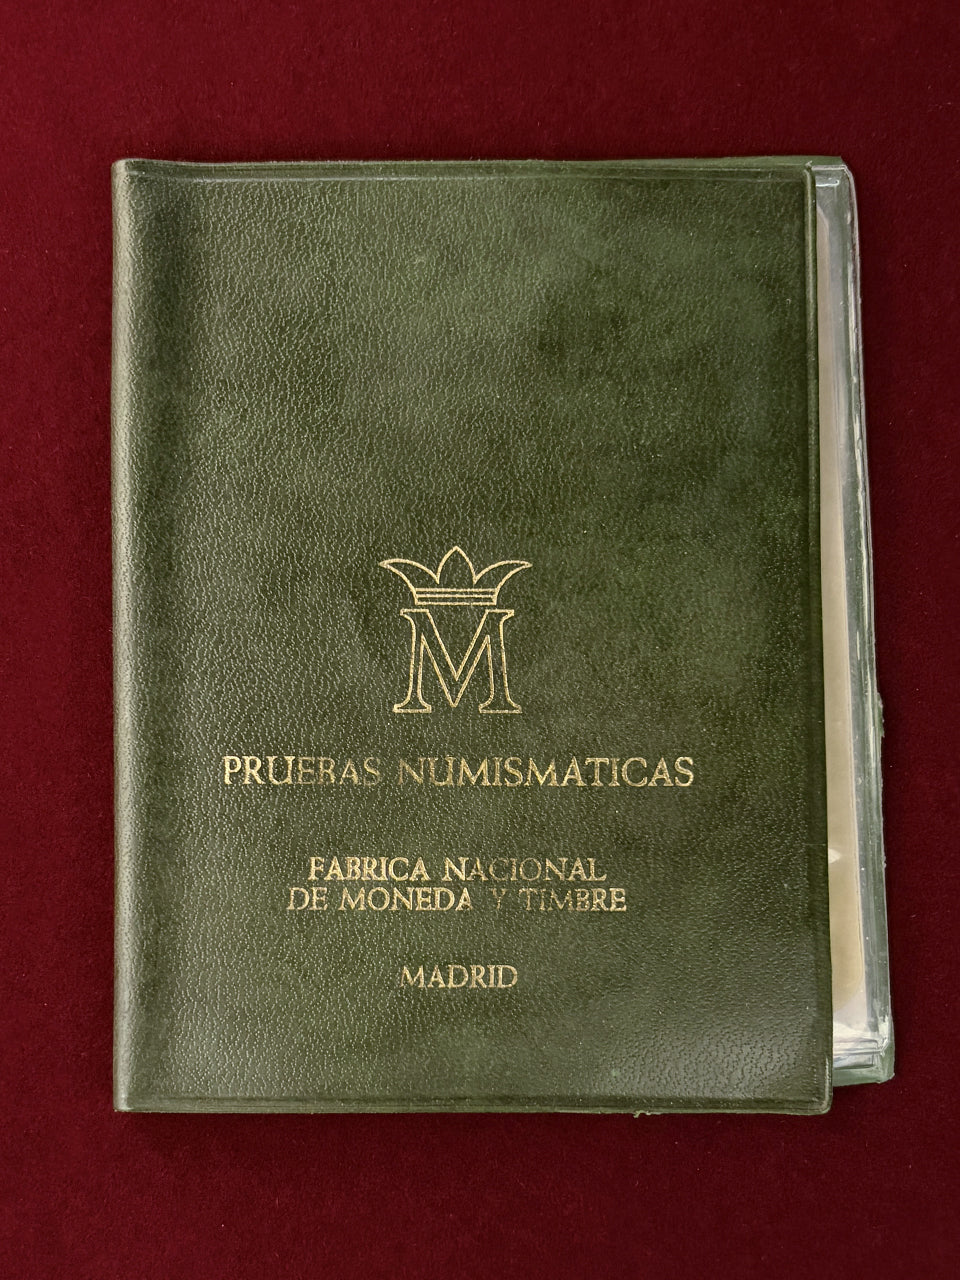 M
PRUEBAS NUMISMATICAS
FABRICA NACIONAL
DE MONEDA Y TIMBRE
MADRID